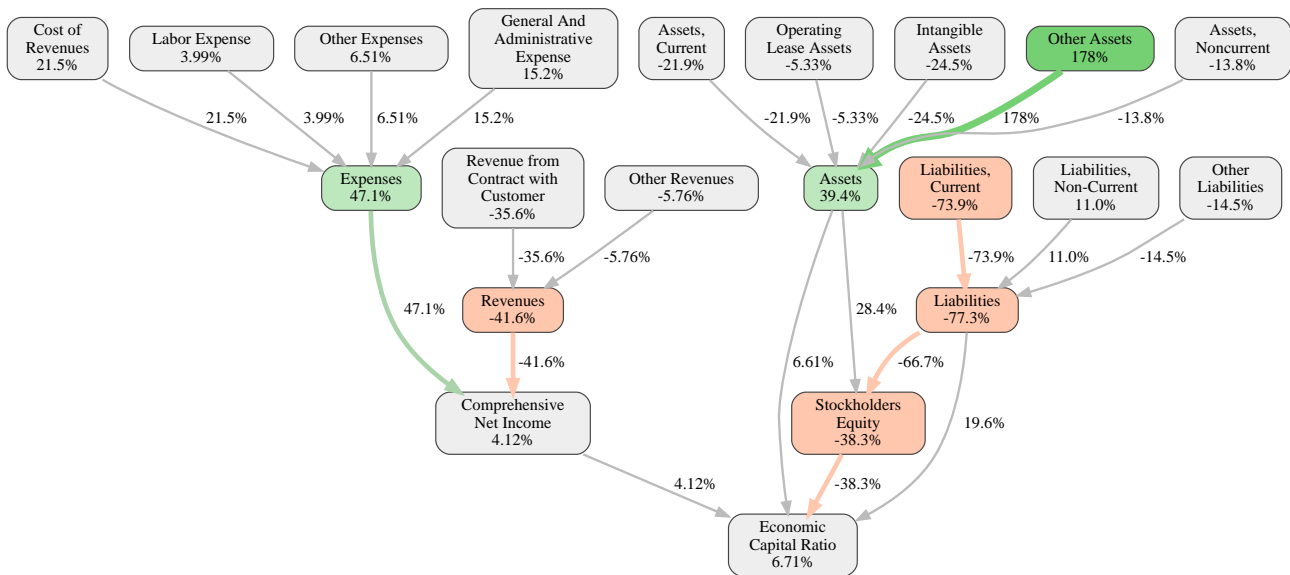 Cost of
Revenues
21.5%
Labor Expense
3.99%
Other Expenses
6.51%
General And
Administrative
Expense
15.2%
Assets,
Current
-21.9%
Operating
Lease Assets
-5.33%
Intangible
Assets
-24.5%
Other Assets
178%
Assets,
Noncurrent
-13.8%
21.5%
3.99%
6.51%
15.2%
-21.9%
-5.33%
-24.5%
178%
-13.8%
Expenses
47.1%
Revenue from
Contract with
Customer
-35.6%
Other Revenues
-5.76%
Assets
39.4%
Liabilities,
Current
-73.9%
Liabilities,
Non-Current
11.0%
Other
Liabilities
-14.5%
-35.6%
-5.76%
-73.9%
11.0%
-14.5%
47.1%
Revenues
-41.6%
28.4%
Liabilities
-77.3%
-41.6%
6.61%
-66.7%
Comprehensive
Net Income
4.12%
Stockholders
Equity
-38.3%
19.6%
4.12%
-38.3%
Economic
Capital Ratio
6.71%